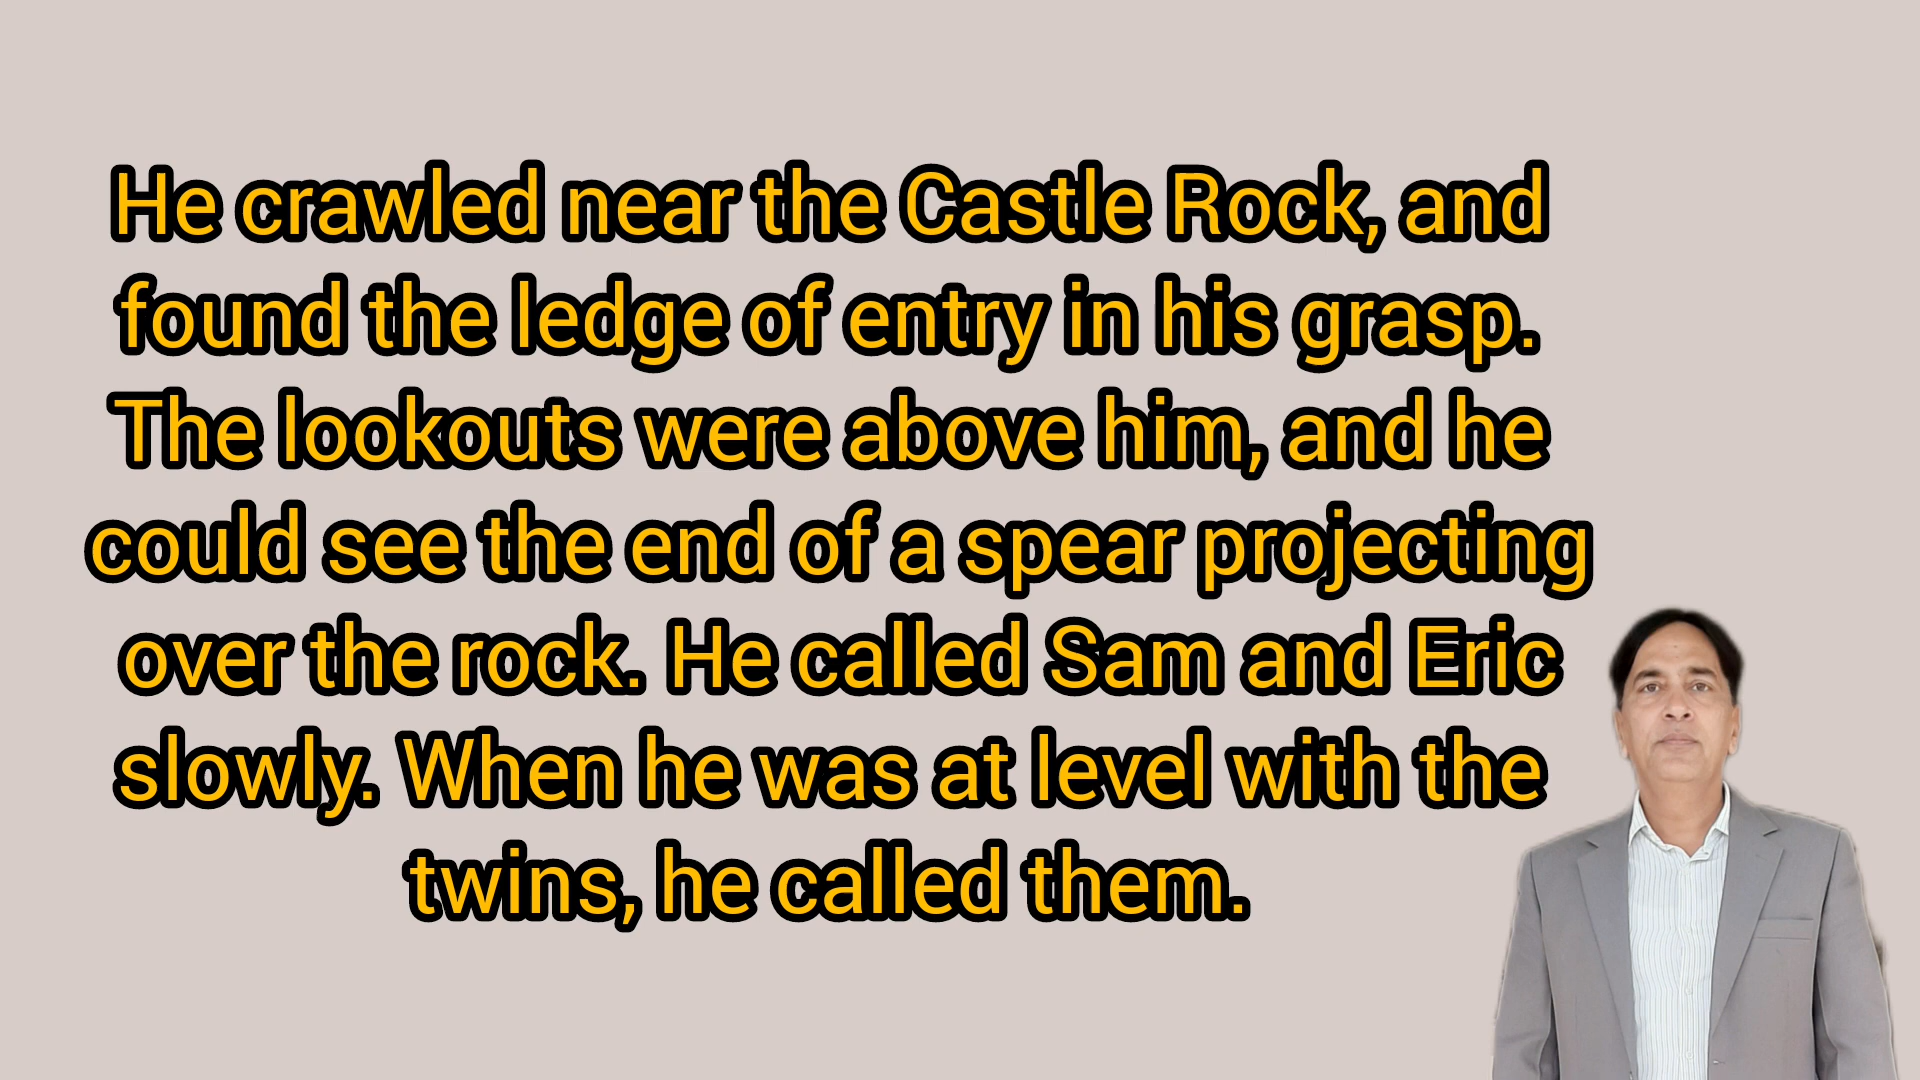 He crawled near the Castle Rock, and
found the ledge of entry in his grasp.
The lookouts were above him, and he
could see the end of a spear projecting
over the rock. He called Sam and Eric
slowly. When he was at level with the
twins, he called them.